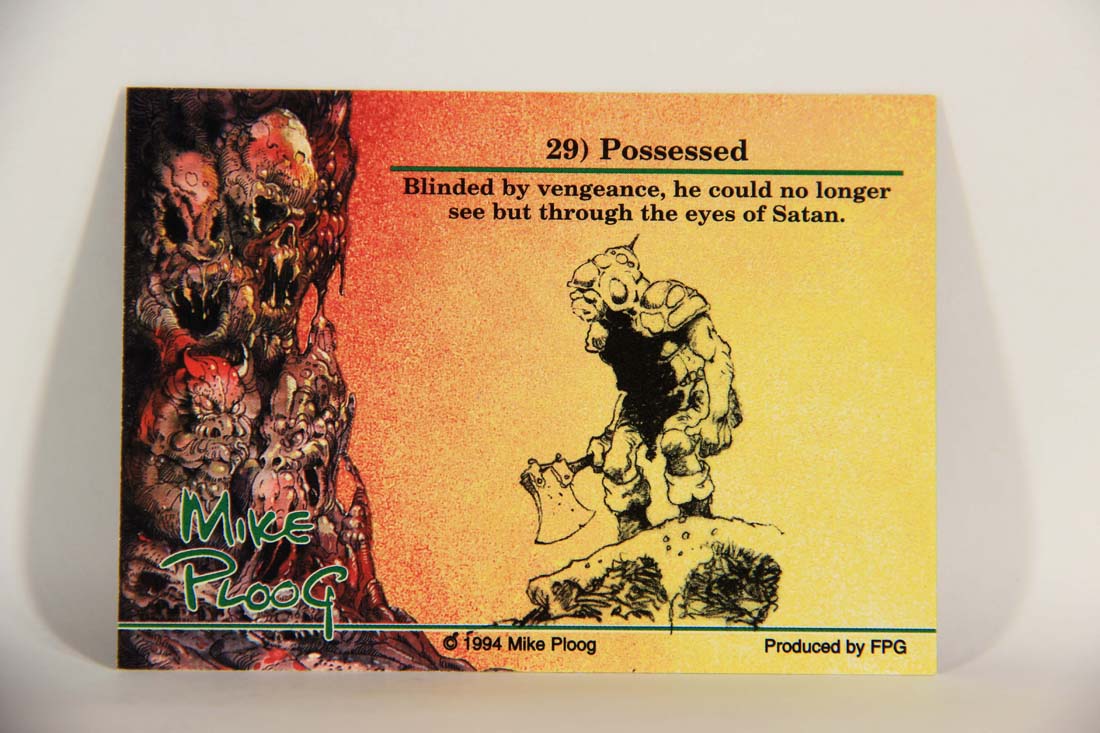 29) Possessed
Blinded by vengeance, he could no longer
see but through the eyes of Satan.
Mike
Ploog
© 1994 Mike Ploog
Produced by FPG